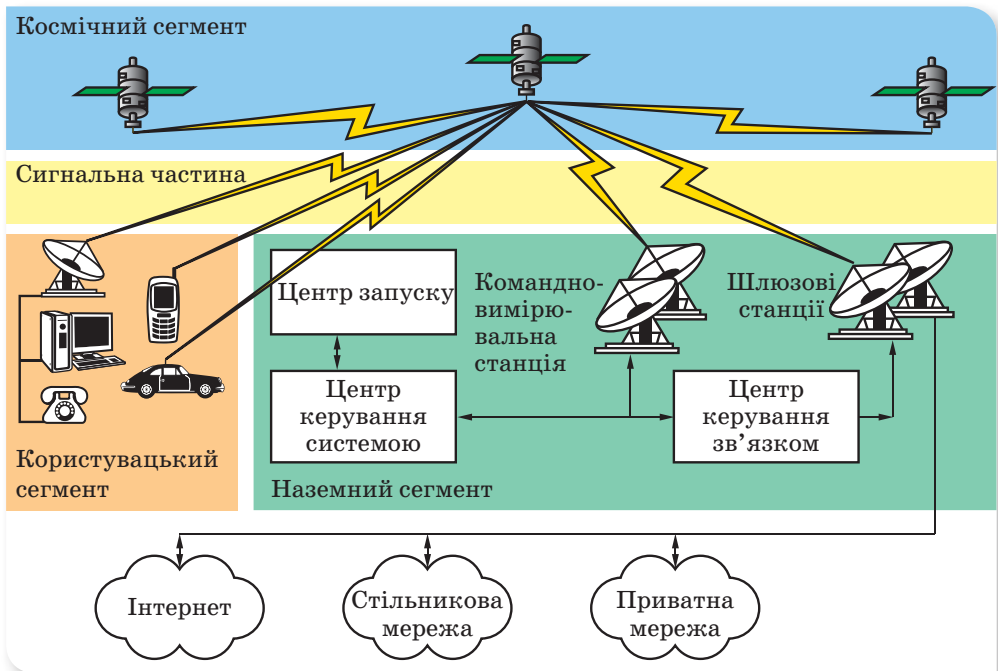 Космічний сегмент
Сигнальна частина
Центр запуску
Командно-
вимірю-
вальна
станція
Шлюзові
станції
Центр
керування
системою
Центр
керування
зв’язком
Користувацький
сегмент
Наземний сегмент
Інтернет
Стільникова
мережа
Приватна
мережа